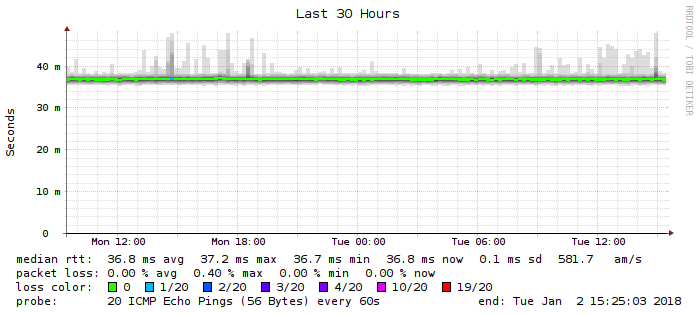 Last 30 Hours
RRDTOOL / TOBI OETIKER
Seconds
40 m
30 m
20 m
10 m
0
Mon 12:00 Mon 18:00 Tue 00:00 Tue 06:00 Tue 12:00
median rtt: 36.8 ms avg 37.2 ms max 36.7 ms min 36.8 ms now 0.1 ms sd 581.7 am/s
packet loss: 0.00 % avg 0.40 % max 0.00 % min 0.00 % now
loss color: 0 1/20 2/20 3/20 4/20 10/20 19/20
probe: 20 ICMP Echo Pings (56 Bytes) every 60s end: Tue Jan 2 15:25:03 2018